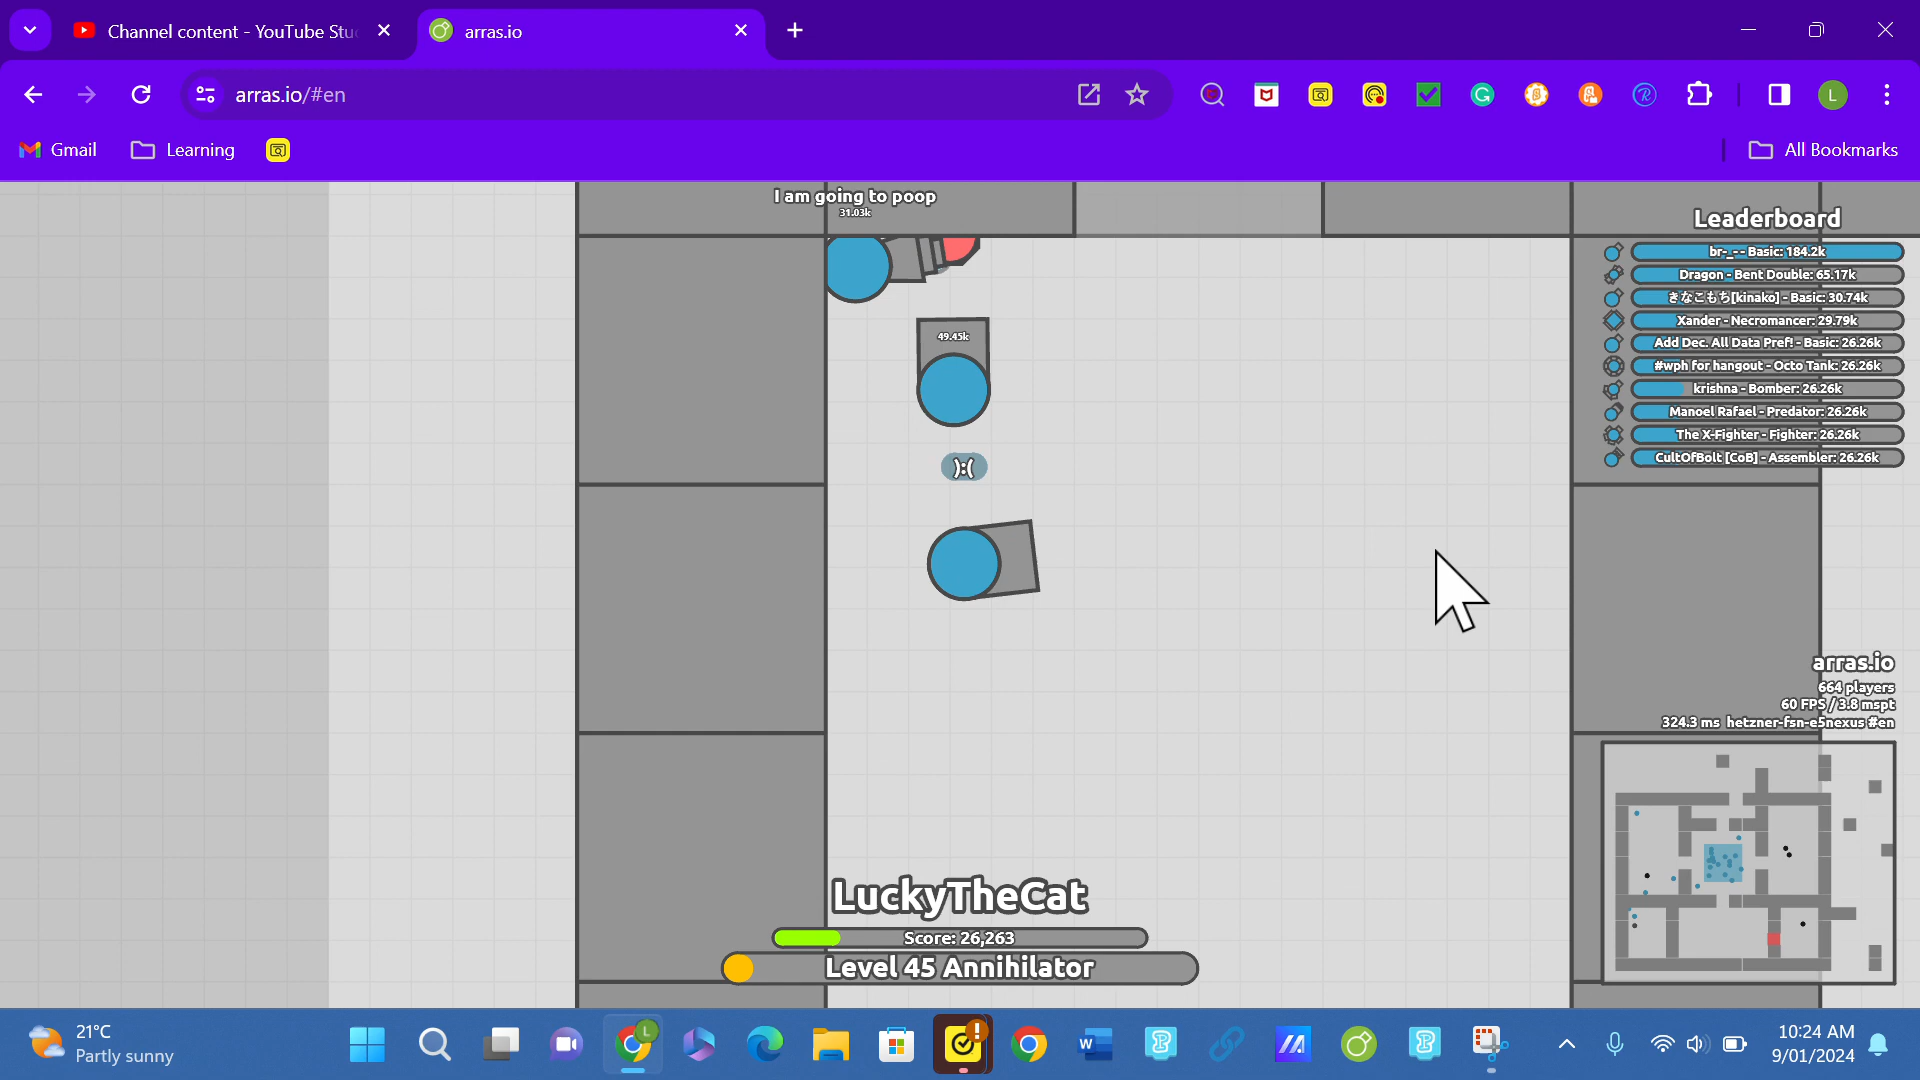 Channel content - YouTube Stu
arras.io
arras.io/#en
L
Gmail
Learning
All Bookmarks
I am going to poop
31.03k
Leaderboard
br-_-- Basic: 184.2k
Dragon - Bent Double: 65.17k
きなこもち[kinako] - Basic: 30.74k
Xander - Necromancer: 29.79k
Add Dec. All Data Pref! - Basic: 26.26k
#wph for hangout - Octo Tank: 26.26k
krishna - Bomber: 26.26k
Manoel Rafael - Predator: 26.26k
The X-Fighter - Fighter: 26.26k
CultOfBolt [CoB] - Assembler: 26.26k
49.45k
):(
arras.io
664 players
60 FPS / 3.8 mspt
324.3 ms hetzner-fsn-e5nexus #en
LuckyTheCat
Score: 26,263
Level 45 Annihilator
21°C
Partly sunny
10:24 AM
9/01/2024